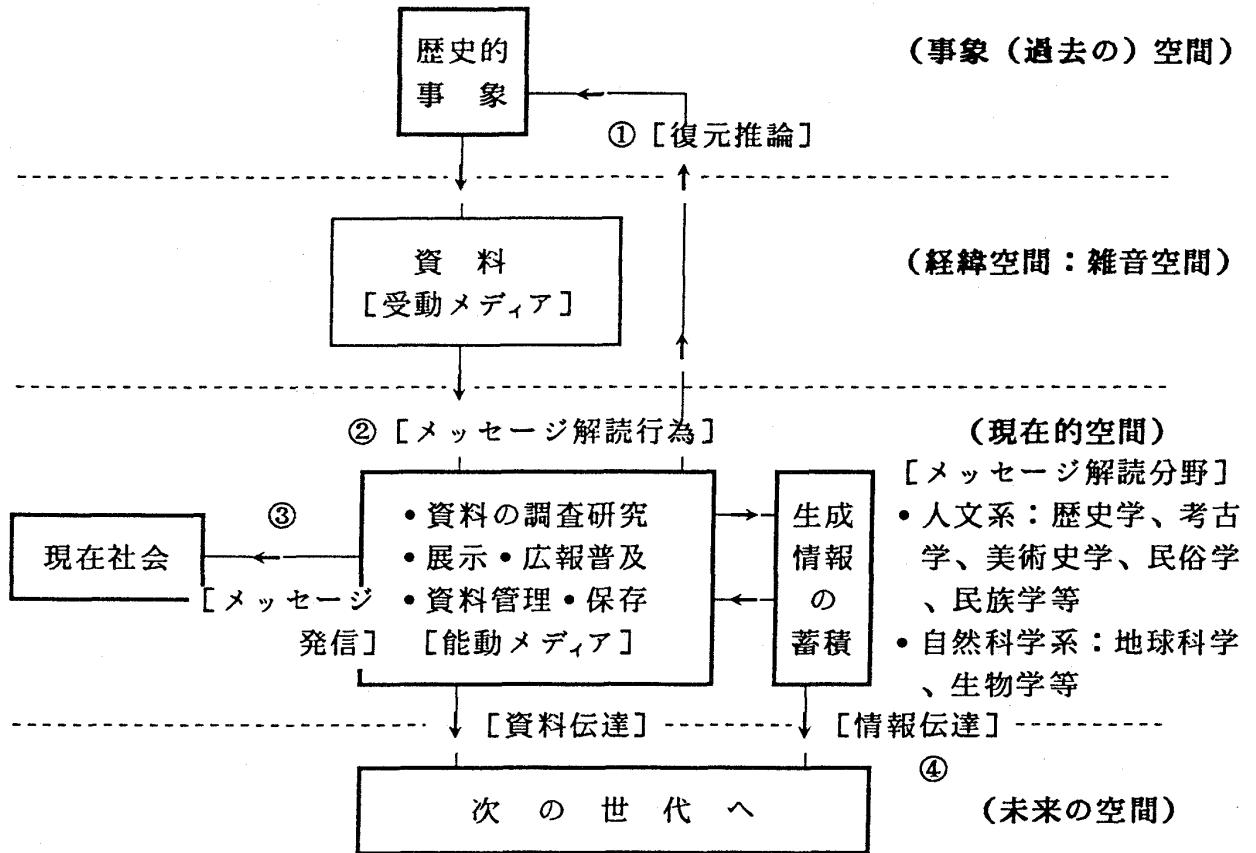 歴史的
事 象
(事象(過去の)空間)
①[復元推論]
資 料
[受動メディア]
(経緯空間:雑音空間)
②[メッセージ解読行為]
(現在的空間)
[メッセージ解読分野]
•人文系:歴史学、考古
学、美術史学、民俗学
、民族学等
•自然科学系:地球科学
、生物学等
③
現在社会
[メッセージ
発信]
•資料の調査研究
•展示・広報普及
•資料管理・保存
[能動メディア]
生成
情報
の
蓄積
[資料伝達]
[情報伝達]
④
次 の 世 代 へ
(未来の空間)